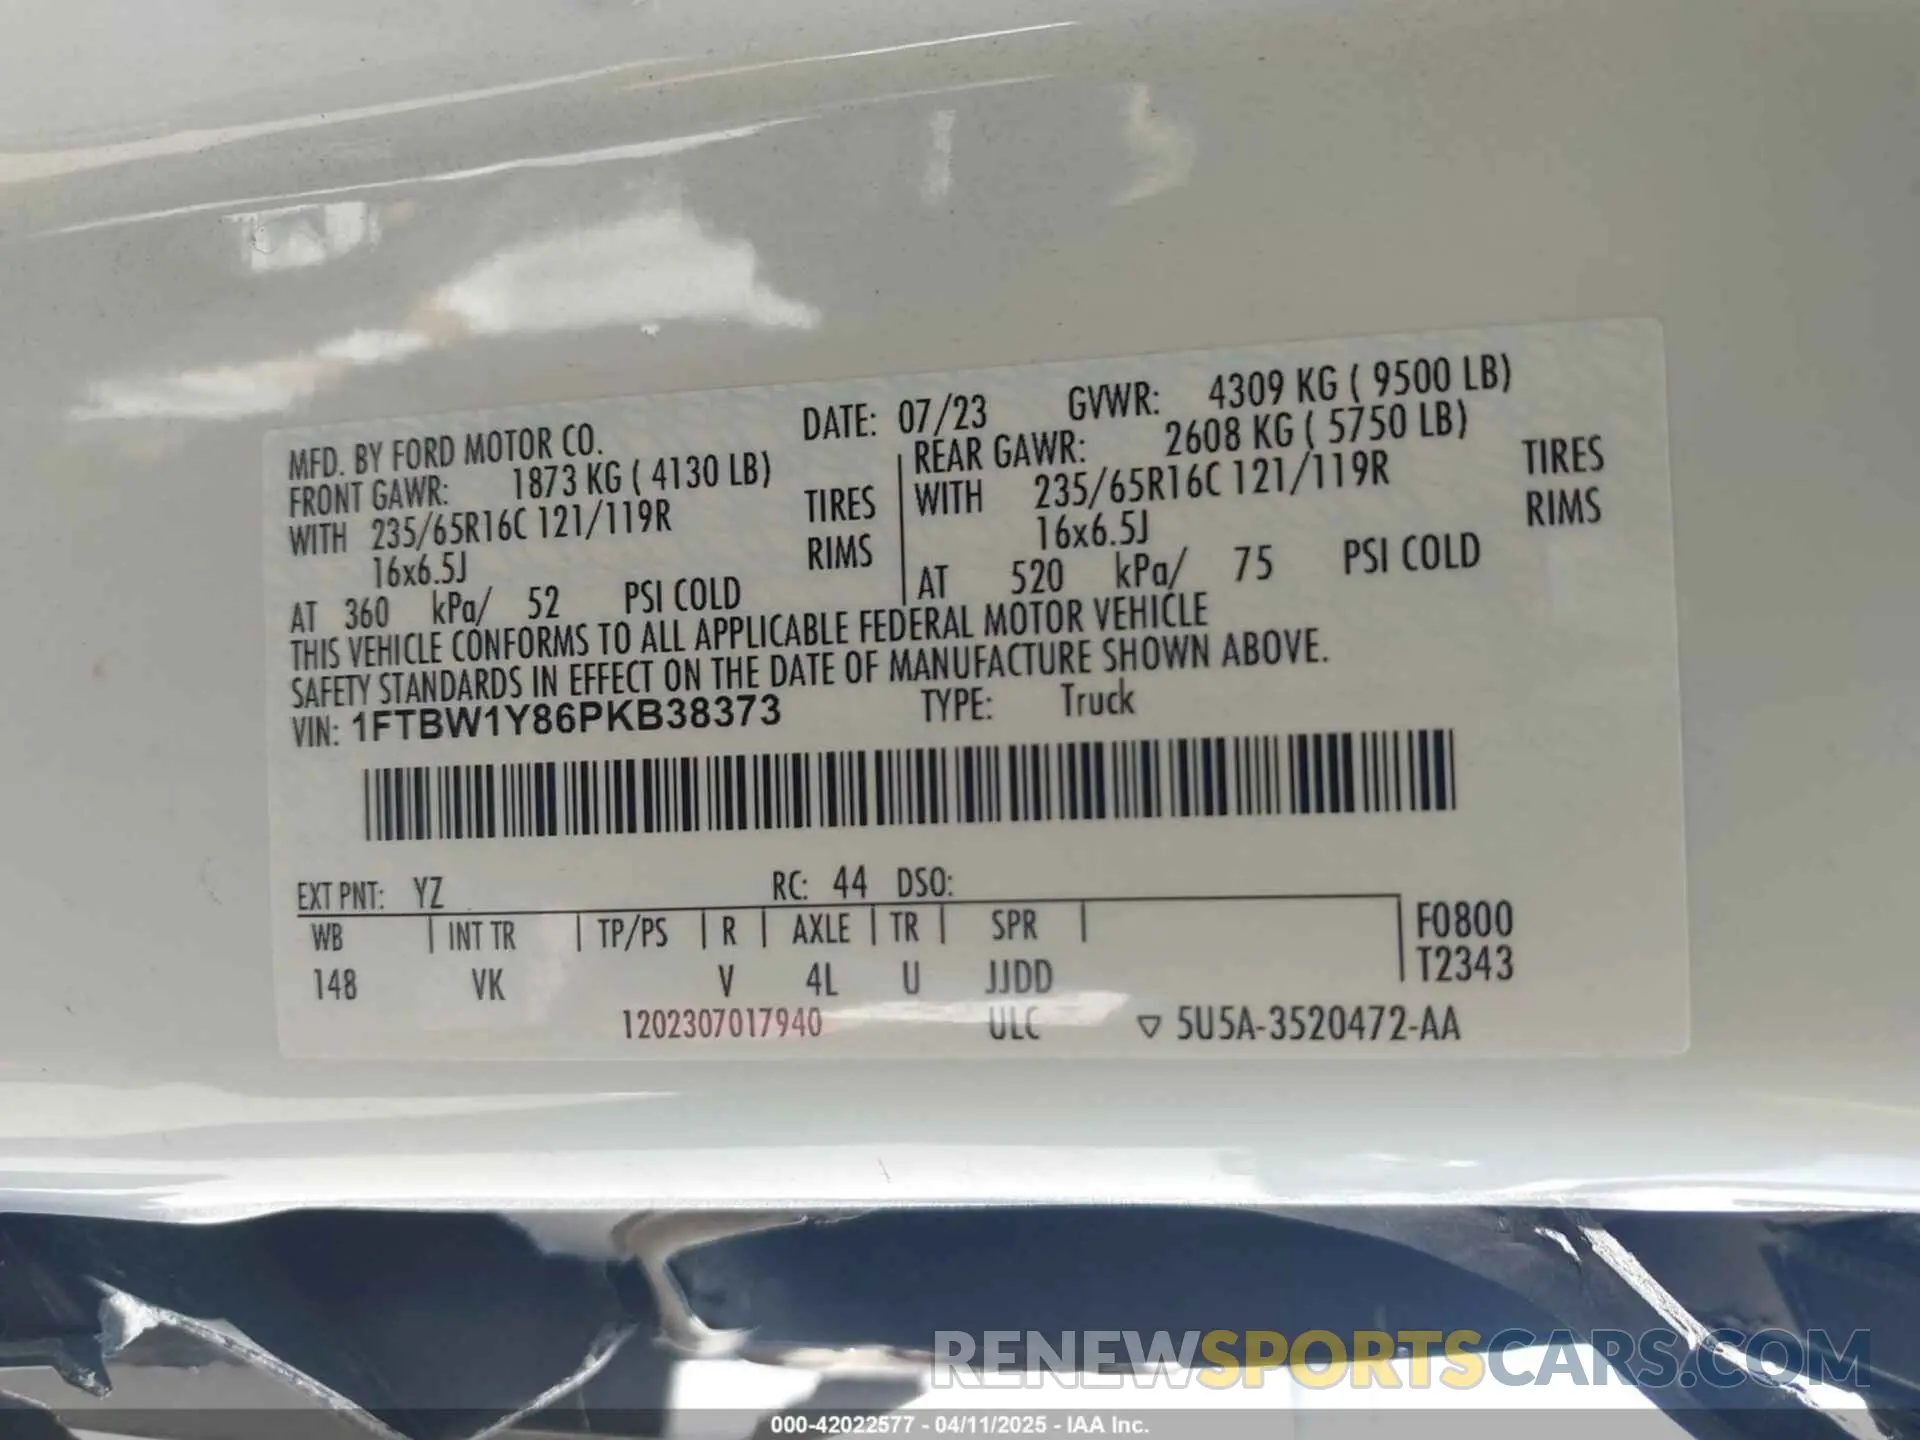 MFD. BY FORD MOTOR CO. DATE: 07/23 GVWR: 4309 KG ( 9500 LB)
FRONT GAWR: 1873 KG ( 4130 LB) REAR GAWR: 2608 KG ( 5750 LB)
WITH 235/65R16C 121/119R TIRES WITH 235/65R16C 121/119R TIRES
16x6.5J RIMS 16x6.5J RIMS
AT 360 kPa/ 52 PSI COLD AT 520 kPa/ 75 PSI COLD
THIS VEHICLE CONFORMS TO ALL APPLICABLE FEDERAL MOTOR VEHICLE
SAFETY STANDARDS IN EFFECT ON THE DATE OF MANUFACTURE SHOWN ABOVE.
VIN: 1FTBW1Y86PKB38373 TYPE: Truck
EXT PNT: YZ RC: 44 DSO:
WB INT TR TP/PS R AXLE TR SPR F0800
148 VK V 4L U JJDD T2343
1202307017940 ULC ▽ 5U5A-3520472-AA
RENEWSPORTSCARS.COM
000-42022577 - 04/11/2025 - IAA Inc.